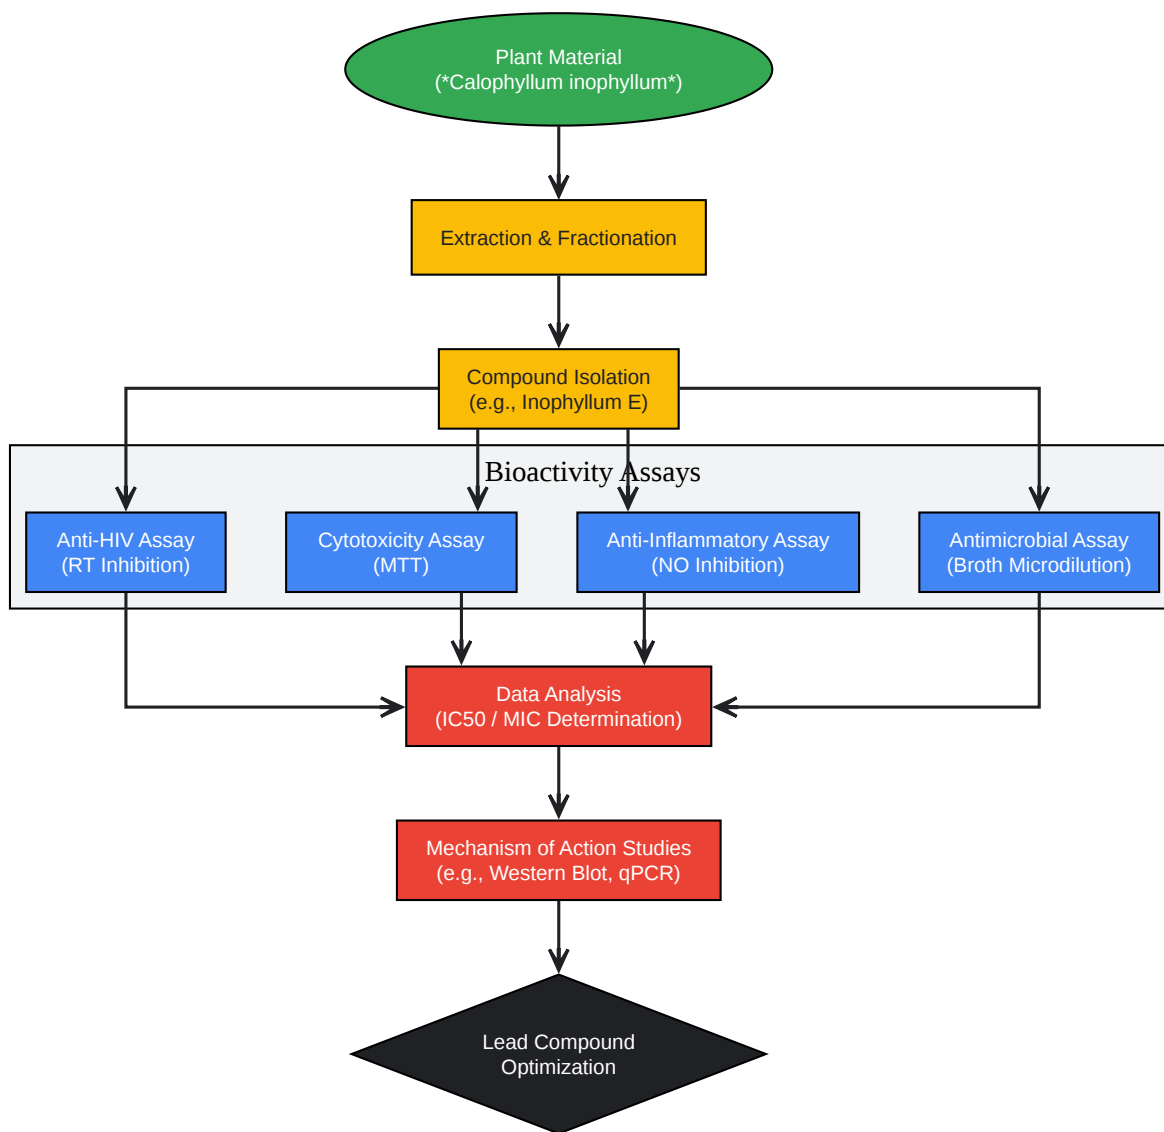 Plant Material
(*Calophyllum inophyllum*)
Extraction & Fractionation
Compound Isolation
(e.g., Inophyllum E)
Bioactivity Assays
Anti-HIV Assay
(RT Inhibition)
Cytotoxicity Assay
(MTT)
Anti-Inflammatory Assay
(NO Inhibition)
Antimicrobial Assay
(Broth Microdilution)
Data Analysis
(IC50 / MIC Determination)
Mechanism of Action Studies
(e.g., Western Blot, qPCR)
Lead Compound
Optimization